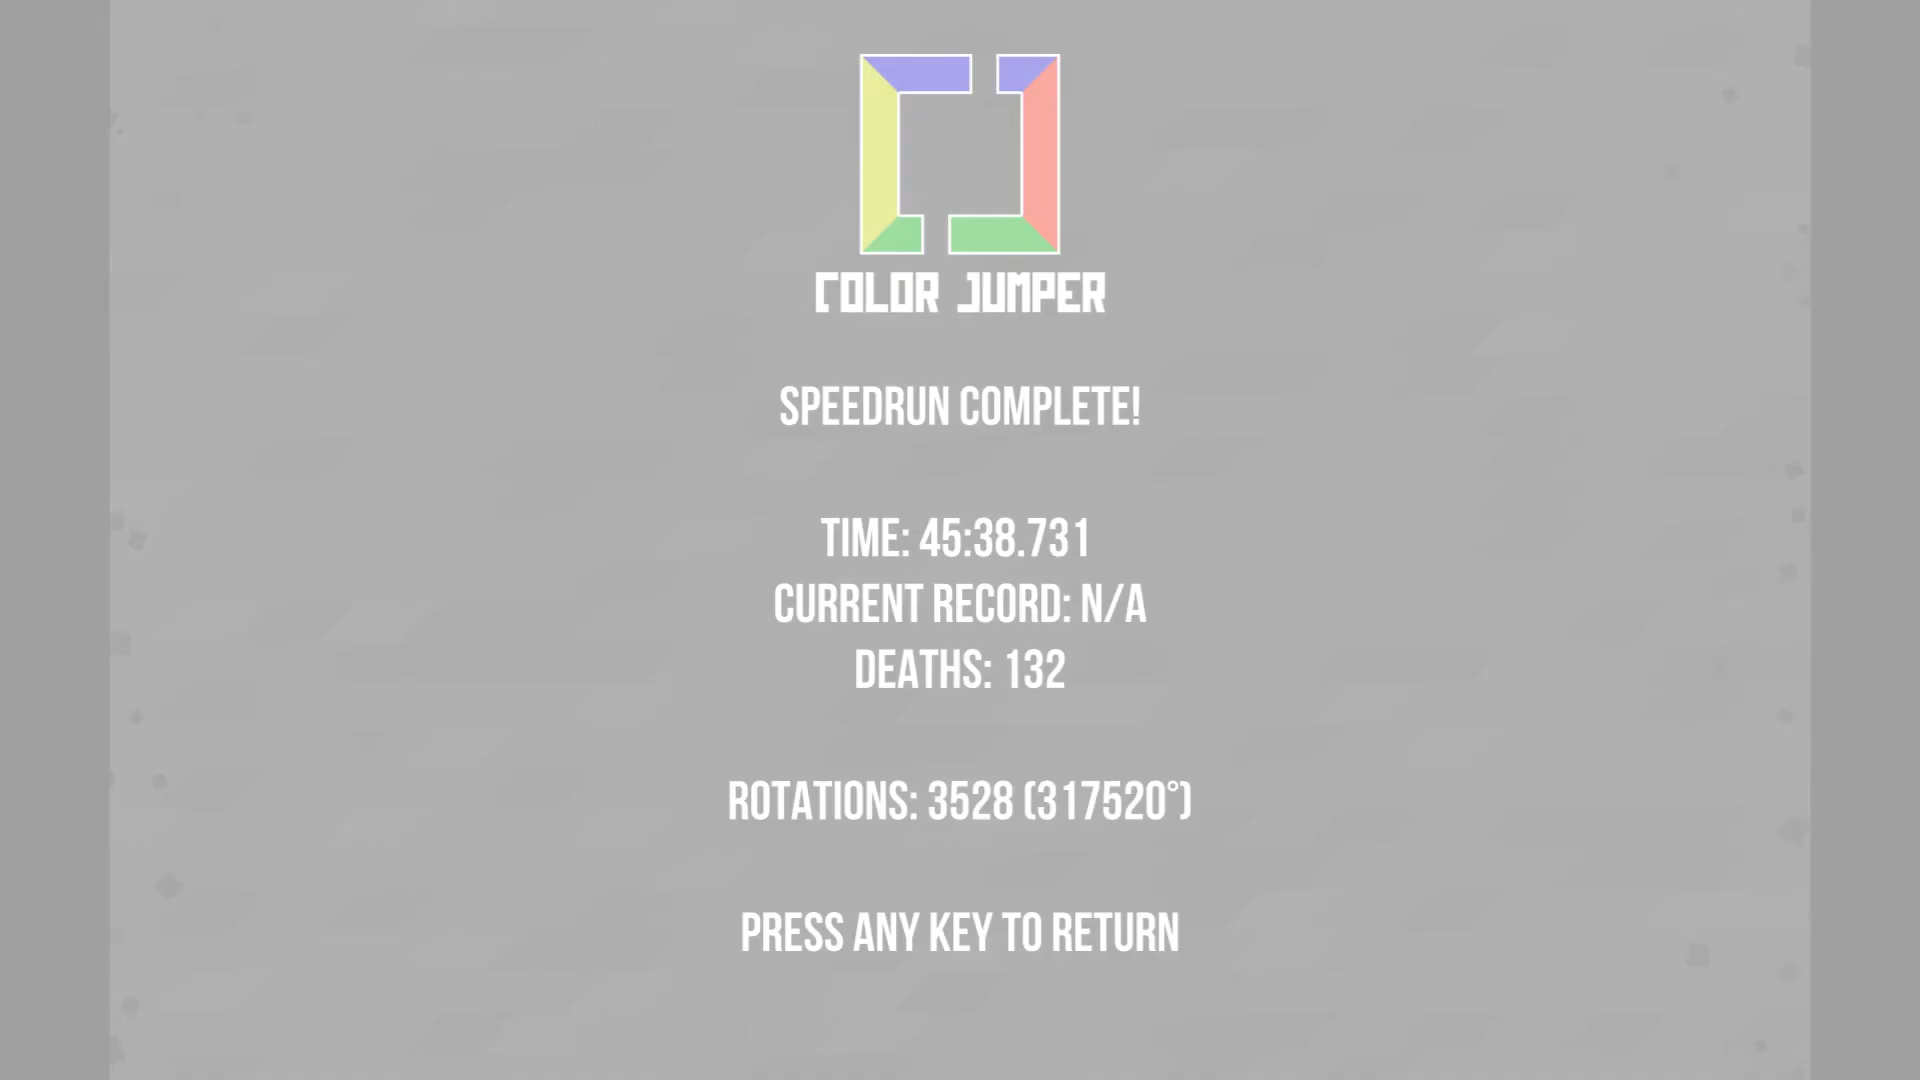 COLOR JUMPER
SPEEDRUN COMPLETE!
TIME: 45:38.731
CURRENT RECORD: N/A
DEATHS: 132
ROTATIONS: 3528 (317520°)
PRESS ANY KEY TO RETURN